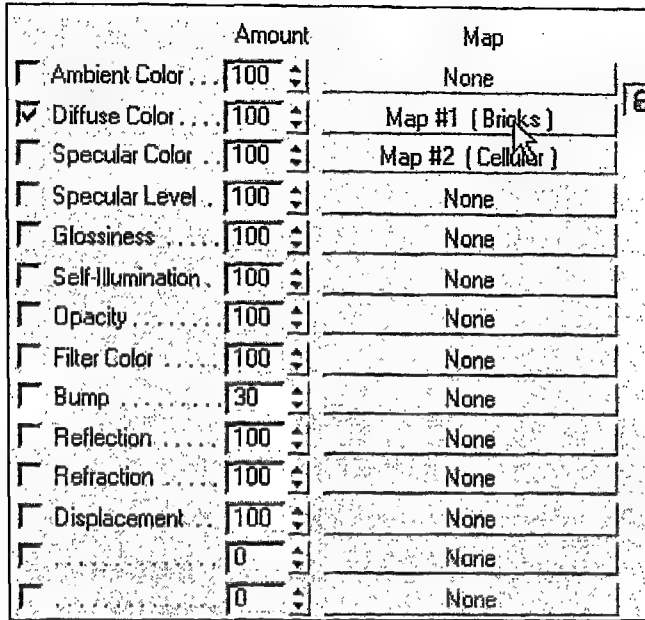 Amount Map
Ambient Color . . . 100 None
Diffuse Color . . . . 100 Map #1 ( Bricks )
Specular Color . . 100 Map #2 ( Cellular )
Specular Level . 100 None
Glossiness . . . . . 100 None
Self-Illumination . 100 None
Opacity . . . . . . . . 100 None
Filter Color . . . . . 100 None
Bump . . . . . . . . . 30 None
Reflection . . . . . 100 None
Refraction . . . . . 100 None
Displacement . . 100 None
. . . . . . . . . . . . . . . 0 None
. . . . . . . . . . . . . . . 0 None